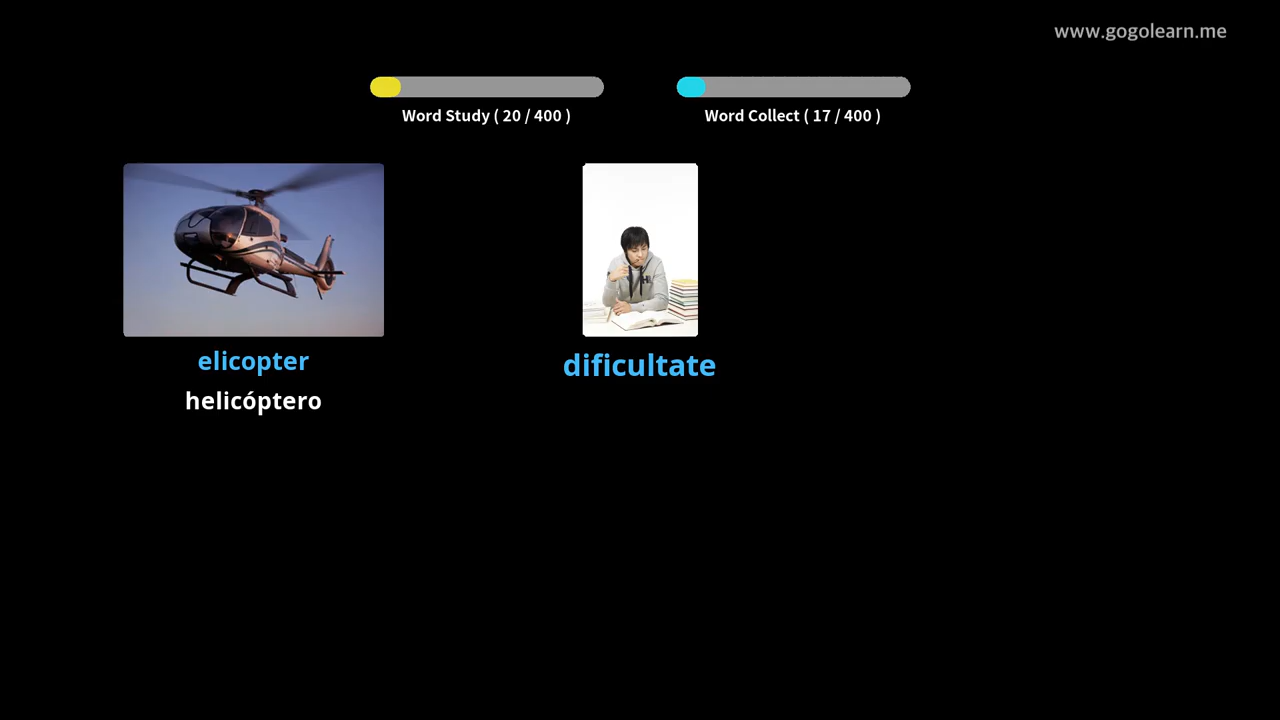 www.gogolearn.me
Word Study ( 20 / 400 )
Word Collect ( 17 / 400 )
elicopter
helicóptero
dificultate